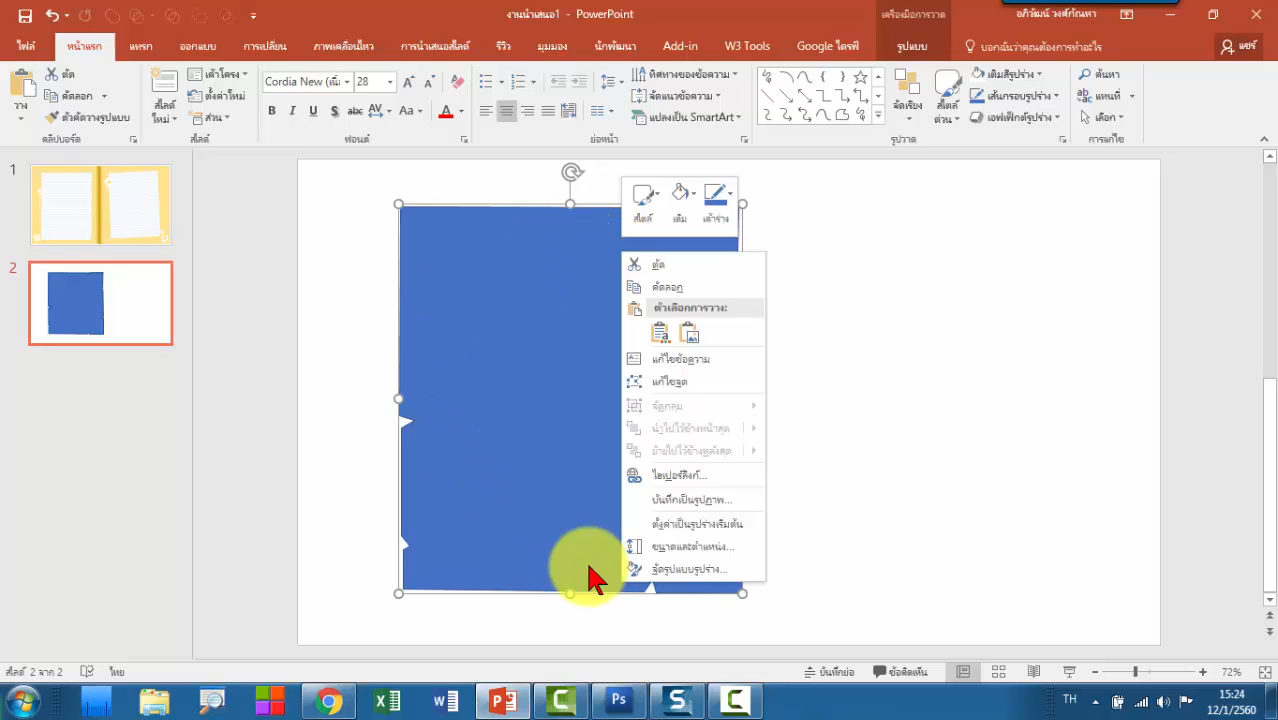 งานนำเสนอ1 - PowerPoint
เครื่องมือการวาด
อภิวัฒน์ วงศ์กัณหา
ไฟล์
หน้าแรก
แทรก
ออกแบบ
การเปลี่ยน
ภาพเคลื่อนไหว
การนำเสนอสไลด์
รีวิว
มุมมอง
นักพัฒนา
Add-in
W3 Tools
Google ไดรฟ์
รูปแบบ
บอกฉันว่าคุณต้องการทำอะไร
แชร์
วาง
ตัด
คัดลอก
ตัวคัดวางรูปแบบ
คลิปบอร์ด
สไลด์ใหม่
เค้าโครง
ตั้งค่าใหม่
ส่วน
สไลด์
Cordia New (เนื้
28
B I U S abc AV Aa A
ฟอนต์
ทิศทางของข้อความ
จัดแนวข้อความ
แปลงเป็น SmartArt
ย่อหน้า
จัดเรียง
สไตล์ด่วน
เติมสีรูปร่าง
เส้นกรอบรูปร่าง
เอฟเฟ็กต์รูปร่าง
รูปวาด
ค้นหา
แทนที่
เลือก
การแก้ไข
1
2
สไตล์
เติม
เค้าร่าง
ตัด
คัดลอก
ตัวเลือกการวาง:
แก้ไขข้อความ
แก้ไขจุด
จัดกลุ่ม
นำไปไว้ข้างหน้าสุด
ย้ายไปไว้ข้างหลังสุด
ไฮเปอร์ลิงก์...
บันทึกเป็นรูปภาพ...
ตั้งค่าเป็นรูปร่างเริ่มต้น
ขนาดและตำแหน่ง...
จัดรูปแบบรูปร่าง...
สไลด์ 2 จาก 2
ไทย
บันทึกย่อ
ข้อคิดเห็น
72%
TH
15:24
12/1/2560